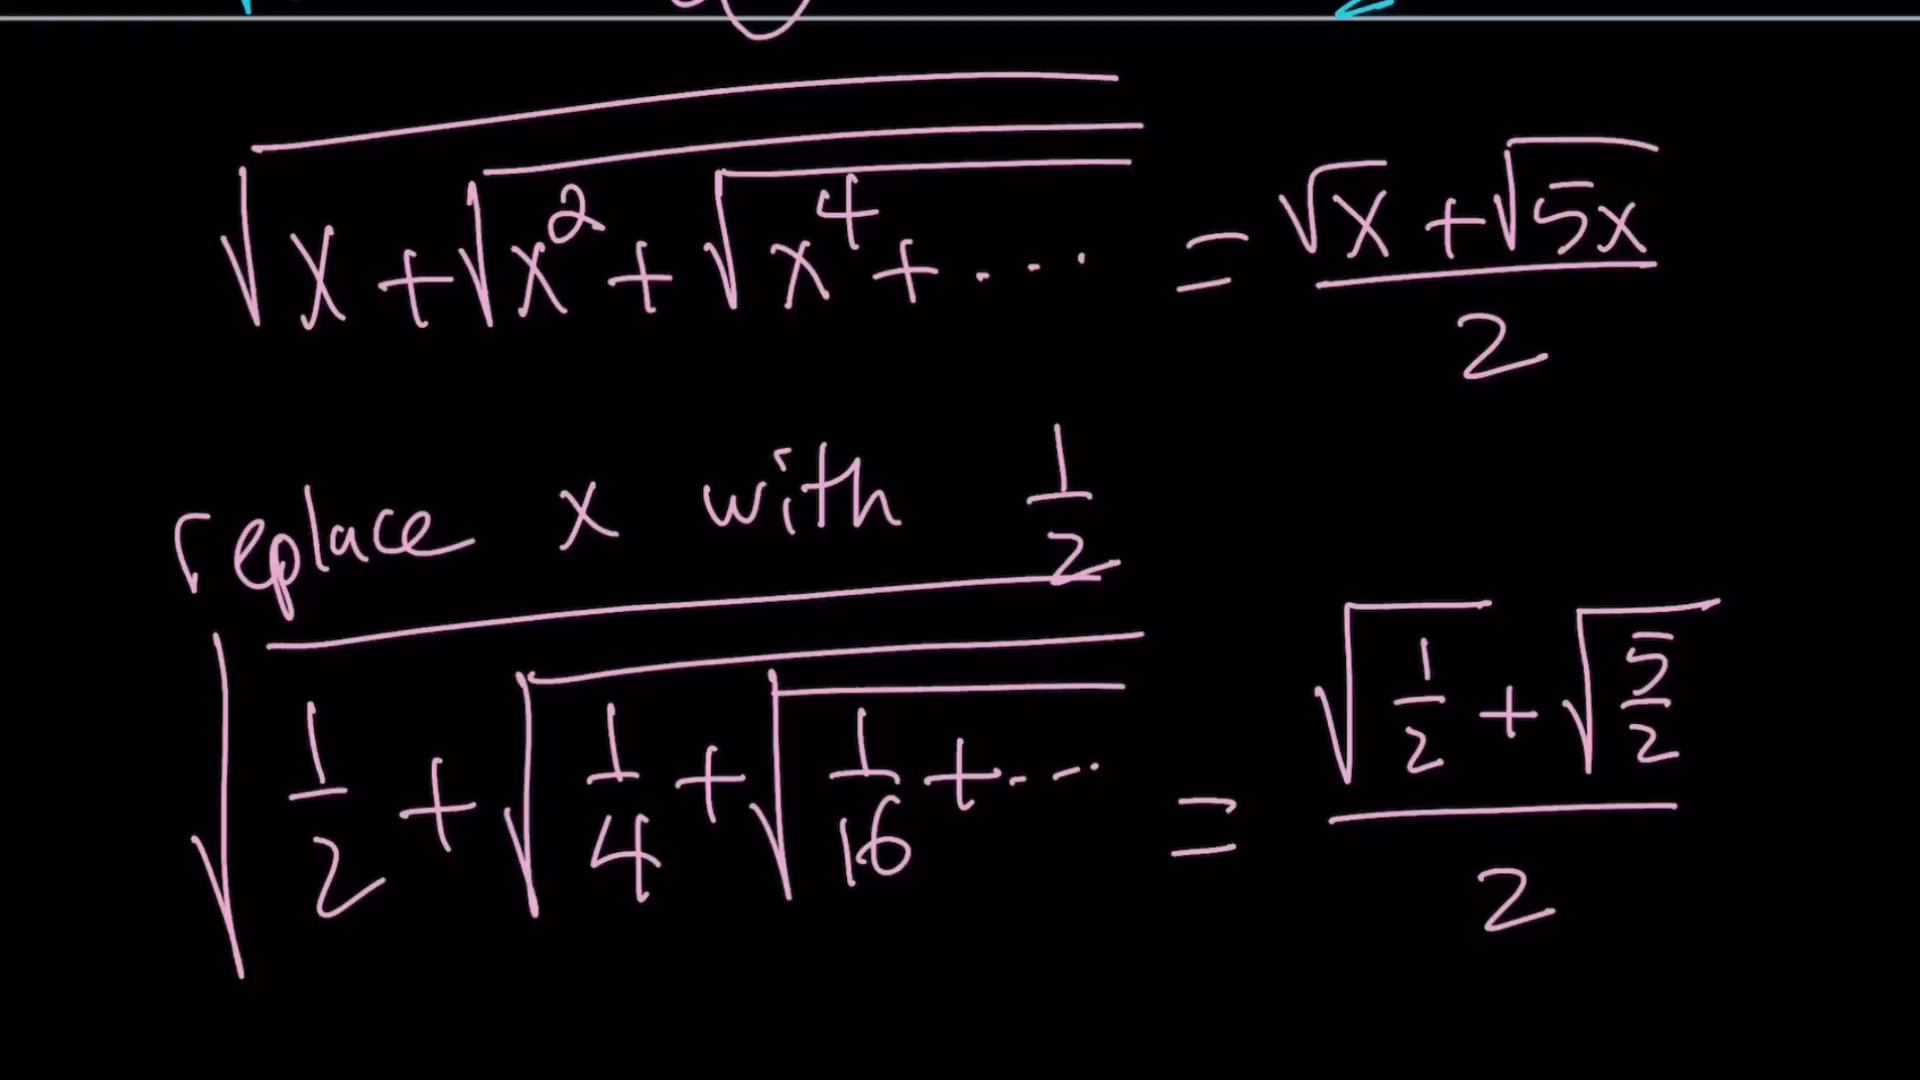 √(x + √(x² + √(x⁴ + ...))) = (√x + √(5x))/2
replace x with 1/2
√(1/2 + √(1/4 + √(1/16 + ...))) = (√(1/2) + √(5/2))/2